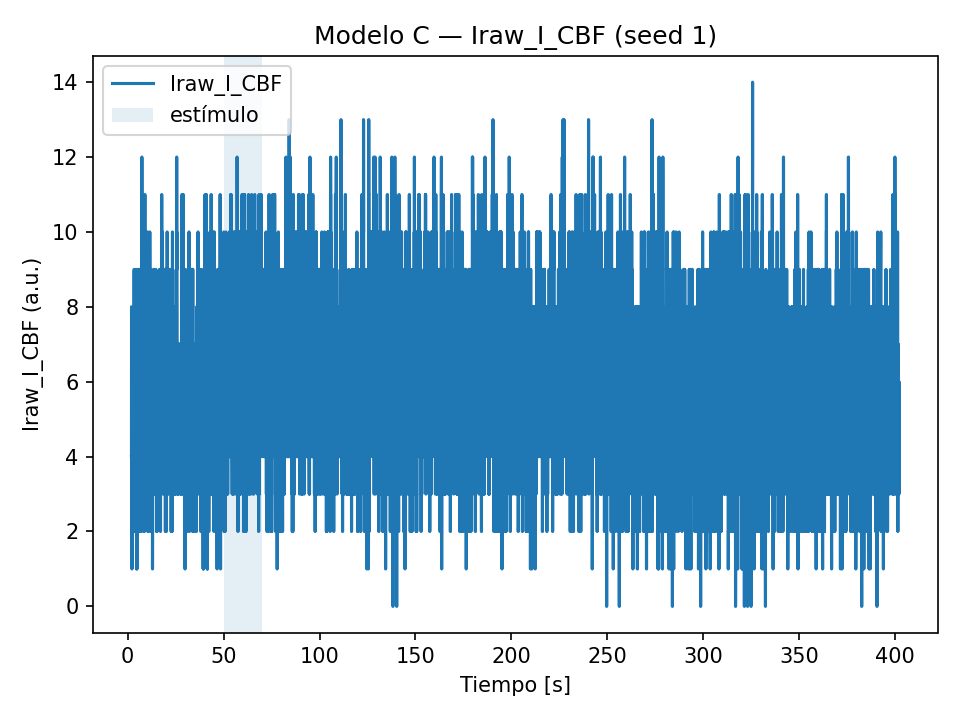 Modelo C — Iraw_I_CBF (seed 1)
Iraw_I_CBF
estímulo
Iraw_I_CBF (a.u.)
14
12
10
8
6
4
2
0
0 50 100 150 200 250 300 350 400
Tiempo [s]